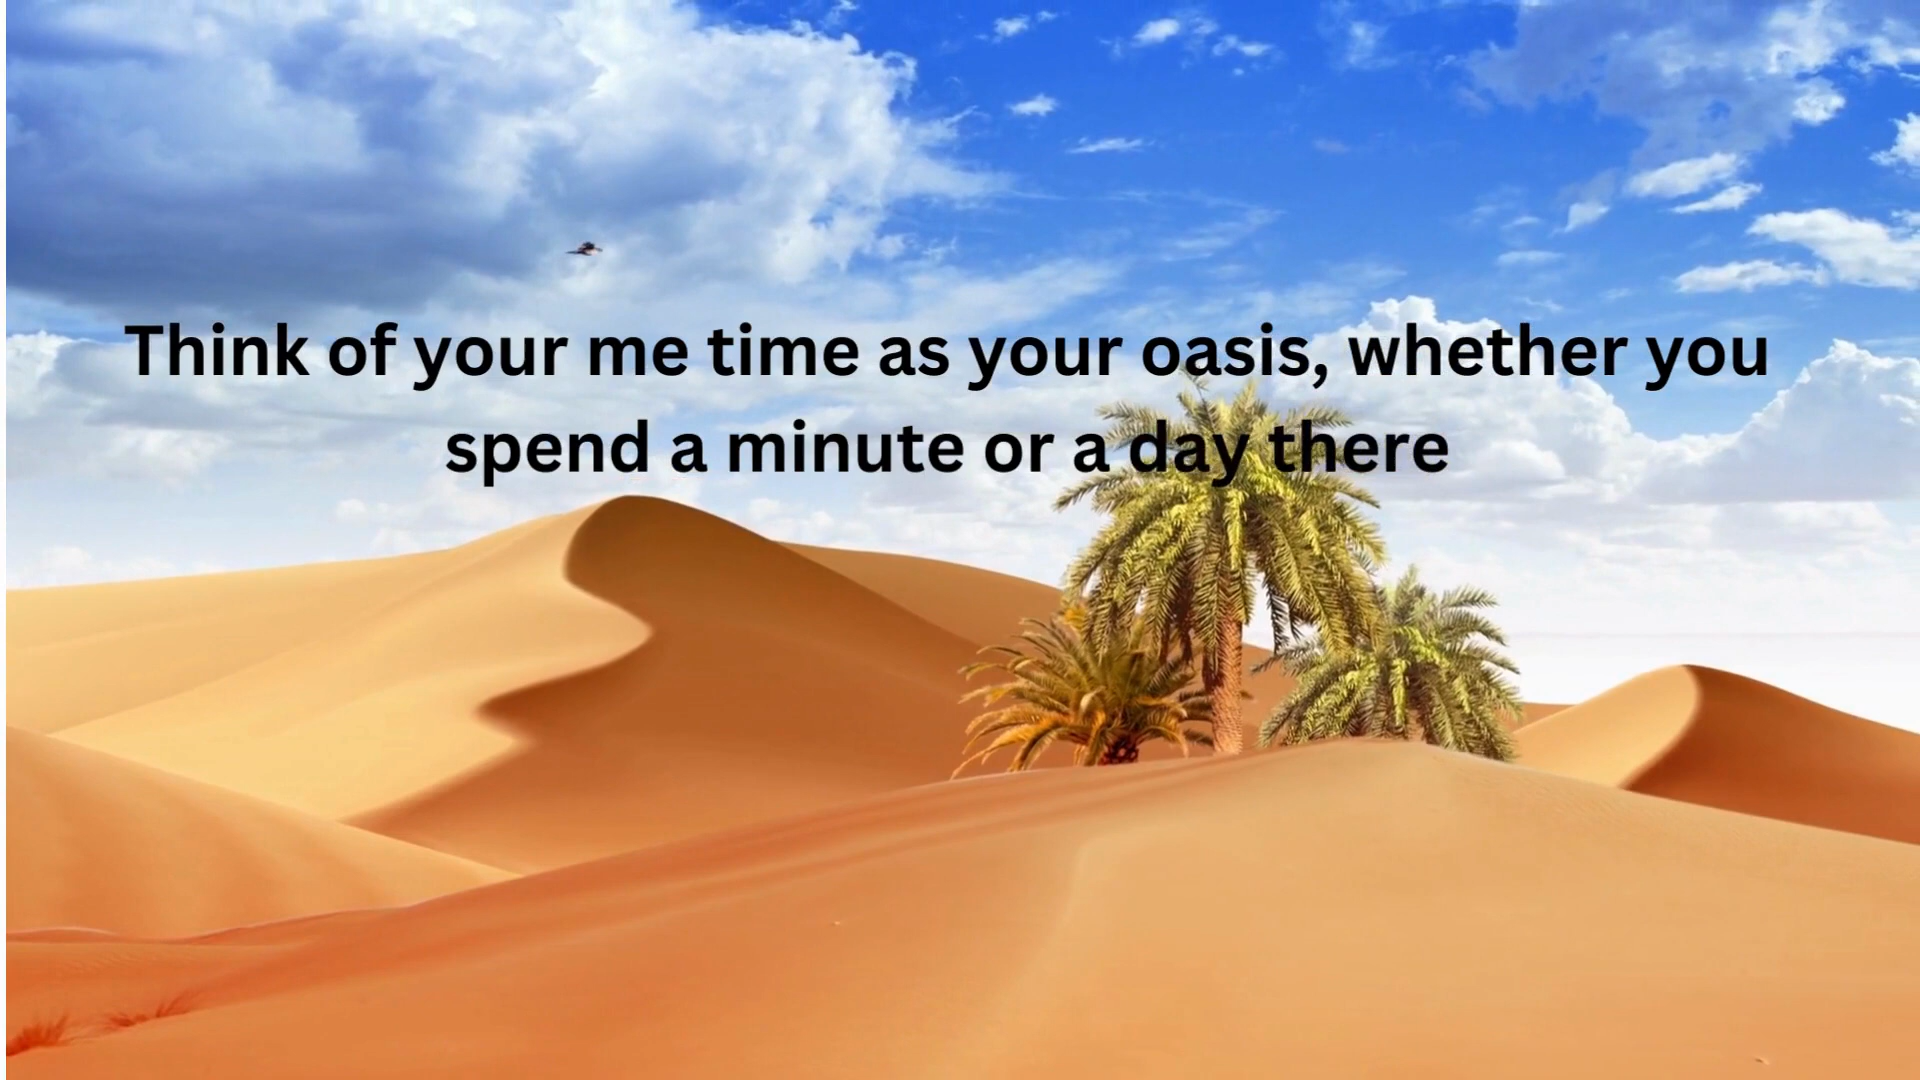 Think of your me time as your oasis, whether you
spend a minute or a day there